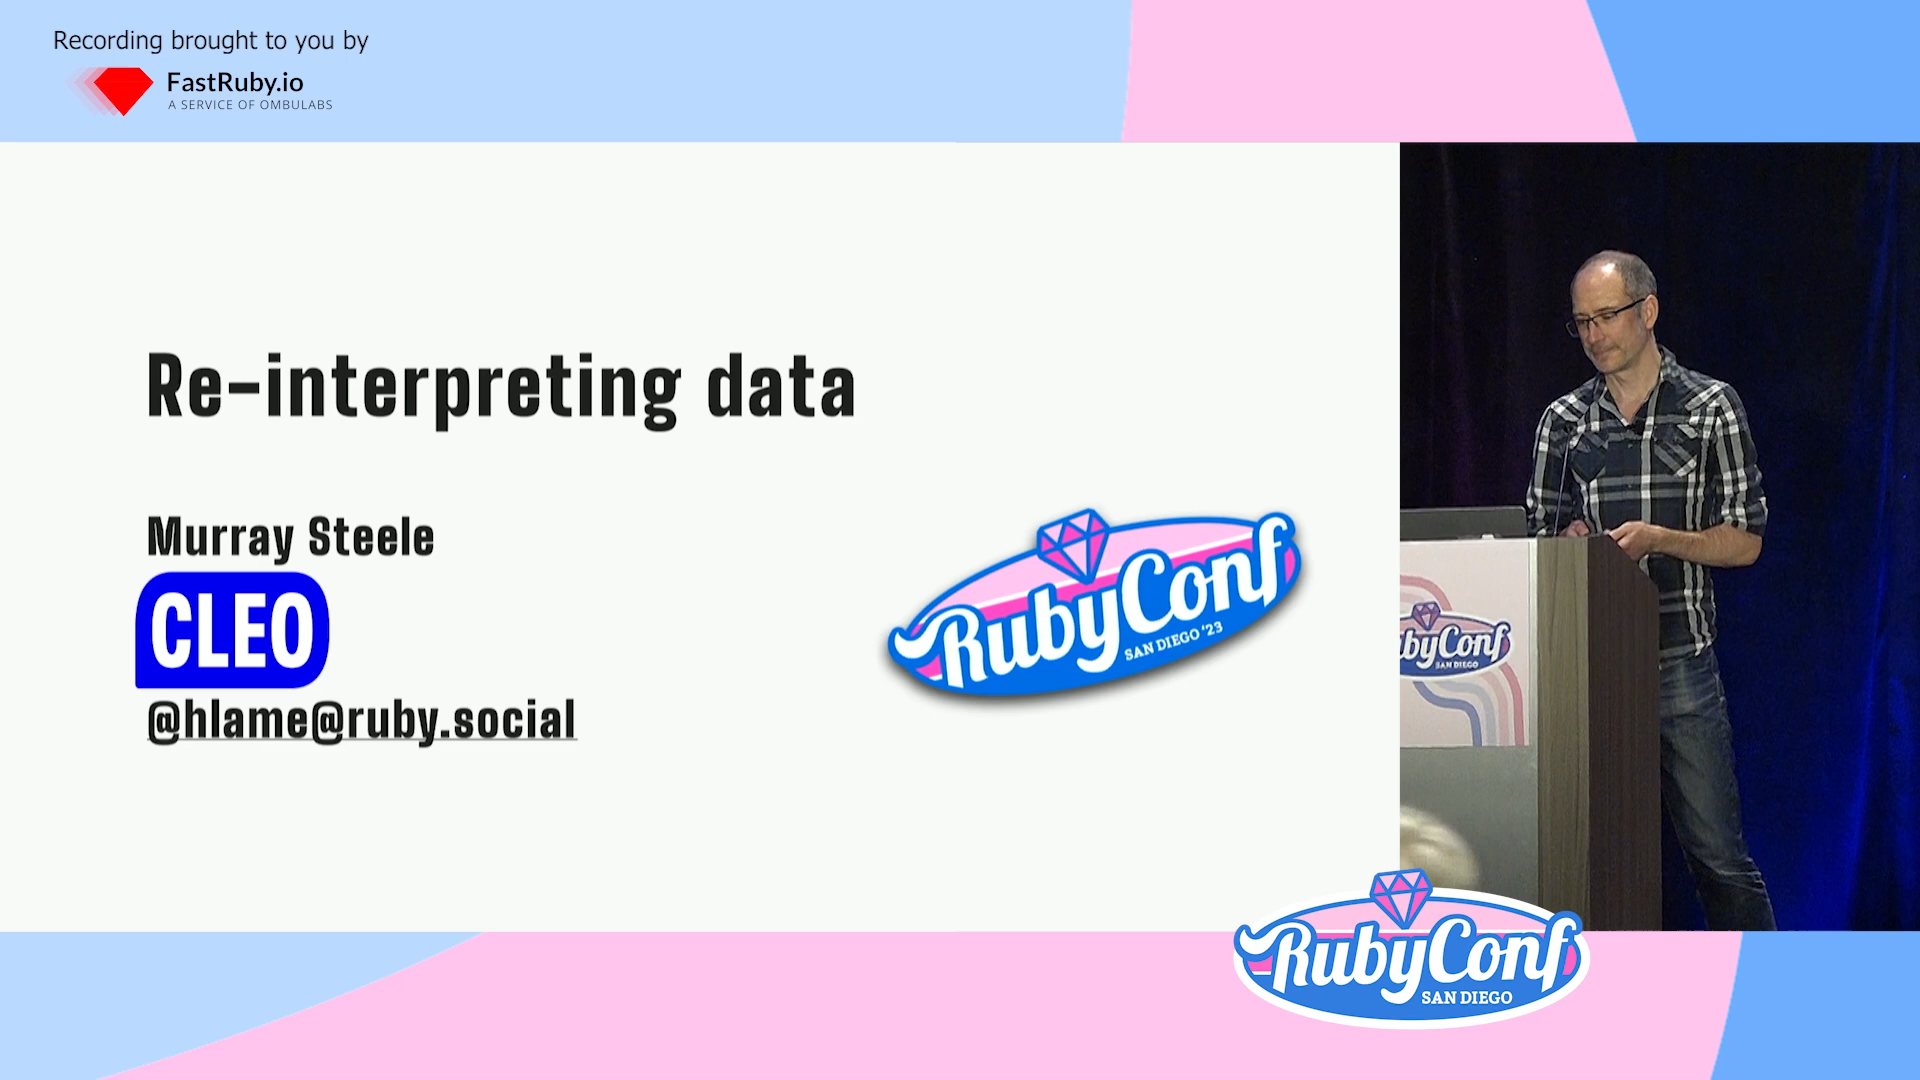 Recording brought to you by
FastRuby.io
A SERVICE OF OMBULABS
Re-interpreting data
Murray Steele
CLEO
@hlame@ruby.social
RubyConf
SAN DIEGO '23
byConf
SAN DIEGO
RubyConf
SAN DIEGO